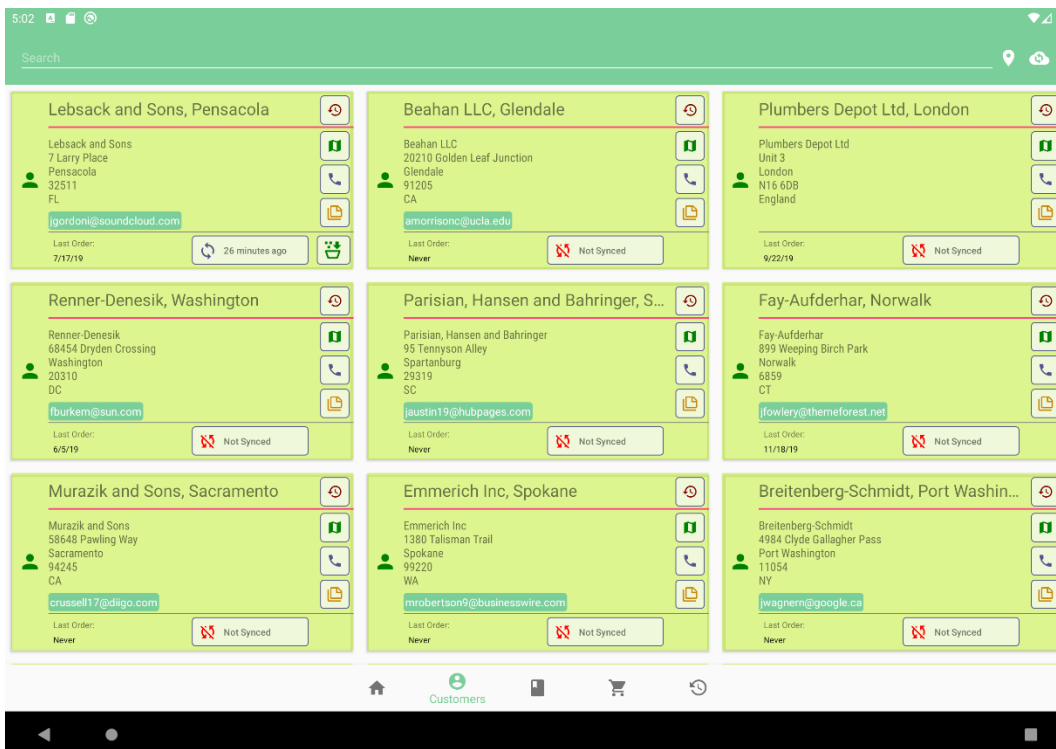 5:02
Search
Lebsack and Sons, Pensacola
Lebsack and Sons
7 Larry Place
Pensacola
32511
FL
jgordoni@soundcloud.com
Last Order:
7/17/19
26 minutes ago
Beahan LLC, Glendale
Beahan LLC
20210 Golden Leaf Junction
Glendale
91205
CA
amorrisonc@ucla.edu
Last Order:
Never
Not Synced
Plumbers Depot Ltd, London
Plumbers Depot Ltd
Unit 3
London
N16 6DB
England
Last Order:
9/22/19
Not Synced
Renner-Denesik, Washington
Renner-Denesik
68454 Dryden Crossing
Washington
20310
DC
fburkem@sun.com
Last Order:
6/5/19
Not Synced
Parisian, Hansen and Bahringer, S...
Parisian, Hansen and Bahringer
95 Tennyson Alley
Spartanburg
29319
SC
jaustin19@hubpages.com
Last Order:
Never
Not Synced
Fay-Aufderhar, Norwalk
Fay-Aufderhar
899 Weeping Birch Park
Norwalk
6859
CT
jfowlery@themeforest.net
Last Order:
11/18/19
Not Synced
Murazik and Sons, Sacramento
Murazik and Sons
58648 Pawling Way
Sacramento
94245
CA
crussell17@diigo.com
Last Order:
Never
Not Synced
Emmerich Inc, Spokane
Emmerich Inc
1380 Talisman Trail
Spokane
99220
WA
mrobertson9@businesswire.com
Last Order:
Never
Not Synced
Breitenberg-Schmidt, Port Washin...
Breitenberg-Schmidt
4984 Clyde Gallagher Pass
Port Washington
11054
NY
jwagnern@google.ca
Last Order:
Never
Not Synced
Customers